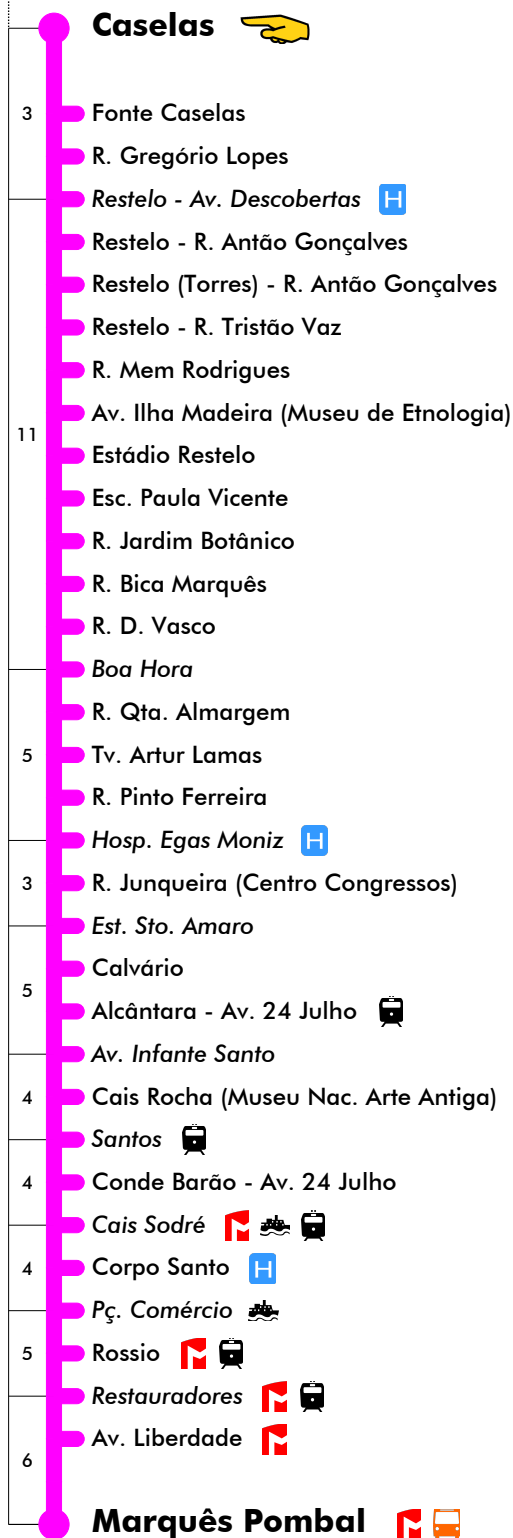 Caselas
3
Fonte Caselas
R. Gregório Lopes
Restelo - Av. Descobertas H
Restelo - R. Antão Gonçalves
Restelo (Torres) - R. Antão Gonçalves
Restelo - R. Tristão Vaz
R. Mem Rodrigues
Av. Ilha Madeira (Museu de Etnologia)
11
Estádio Restelo
Esc. Paula Vicente
R. Jardim Botânico
R. Bica Marquês
R. D. Vasco
Boa Hora
R. Qta. Almargem
5
Tv. Artur Lamas
R. Pinto Ferreira
Hosp. Egas Moniz H
3
R. Junqueira (Centro Congressos)
Est. Sto. Amaro
Calvário
5
Alcântara - Av. 24 Julho
Av. Infante Santo
4
Cais Rocha (Museu Nac. Arte Antiga)
Santos
4
Conde Barão - Av. 24 Julho
Cais Sodré
4
Corpo Santo H
Pç. Comércio
5
Rossio
Restauradores
Av. Liberdade
6
Marquês Pombal